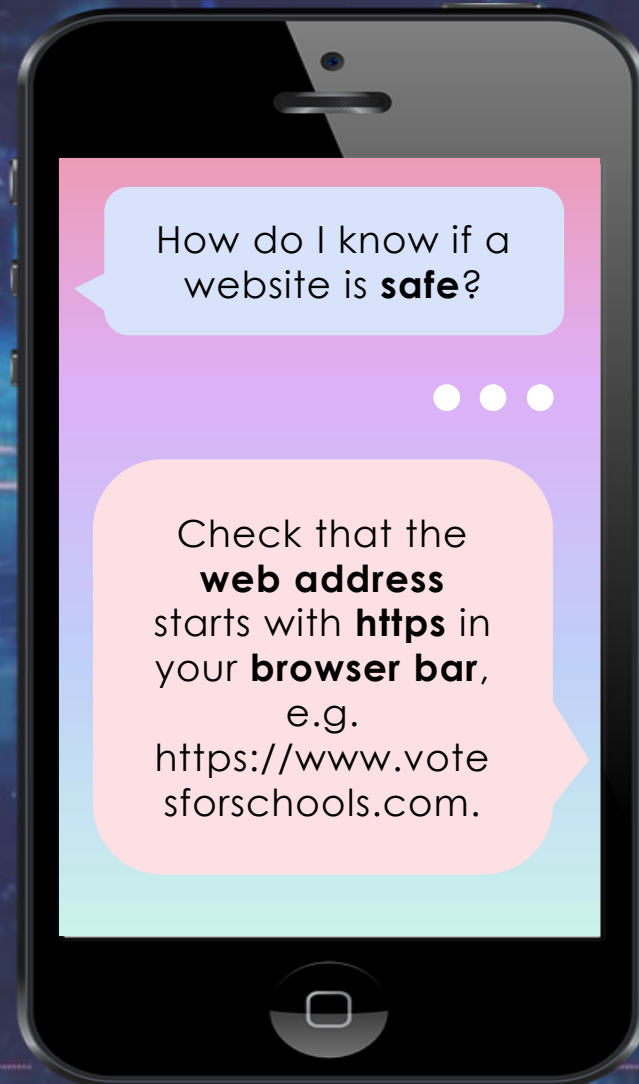 How do I know if a
website is safe?
Check that the
web address
starts with https in
your browser bar,
e.g.
https://www.vote
sforschools.com.